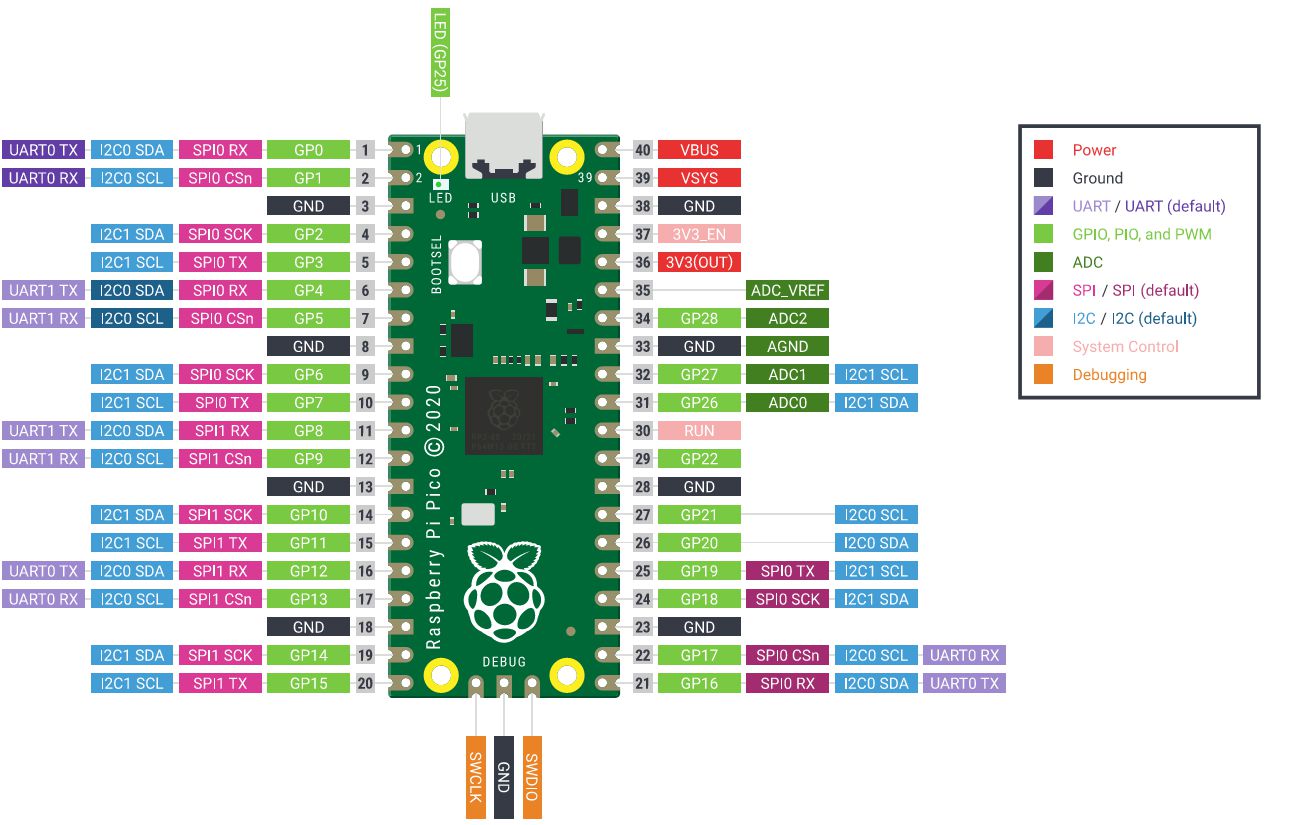 LED (GP25)
UART0 TX I2C0 SDA SPI0 RX GP0 1 1 40 VBUS
UART0 RX I2C0 SCL SPI0 CSn GP1 2 2 39 39 VSYS
GND 3 LED USB 38 GND
I2C1 SDA SPI0 SCK GP2 4 37 3V3_EN
I2C1 SCL SPI0 TX GP3 5 BOOTSEL 36 3V3(OUT)
UART1 TX I2C0 SDA SPI0 RX GP4 6 35 ADC_VREF
UART1 RX I2C0 SCL SPI0 CSn GP5 7 34 GP28 ADC2
GND 8 33 GND AGND
I2C1 SDA SPI0 SCK GP6 9 32 GP27 ADC1 I2C1 SCL
I2C1 SCL SPI0 TX GP7 10 31 GP26 ADC0 I2C1 SDA
UART1 TX I2C0 SDA SPI1 RX GP8 11 30 RUN
UART1 RX I2C0 SCL SPI1 CSn GP9 12 29 GP22
GND 13 28 GND
I2C1 SDA SPI1 SCK GP10 14 27 GP21 I2C0 SCL
I2C1 SCL SPI1 TX GP11 15 26 GP20 I2C0 SDA
UART0 TX I2C0 SDA SPI1 RX GP12 16 25 GP19 SPI0 TX I2C1 SCL
UART0 RX I2C0 SCL SPI1 CSn GP13 17 24 GP18 SPI0 SCK I2C1 SDA
GND 18 23 GND
I2C1 SDA SPI1 SCK GP14 19 22 GP17 SPI0 CSn I2C0 SCL UART0 RX
I2C1 SCL SPI1 TX GP15 20 21 GP16 SPI0 RX I2C0 SDA UART0 TX
Raspberry Pi Pico © 2020
DEBUG
SWCLK GND SWDIO
Power
Ground
UART / UART (default)
GPIO, PIO, and PWM
ADC
SPI / SPI (default)
I2C / I2C (default)
System Control
Debugging